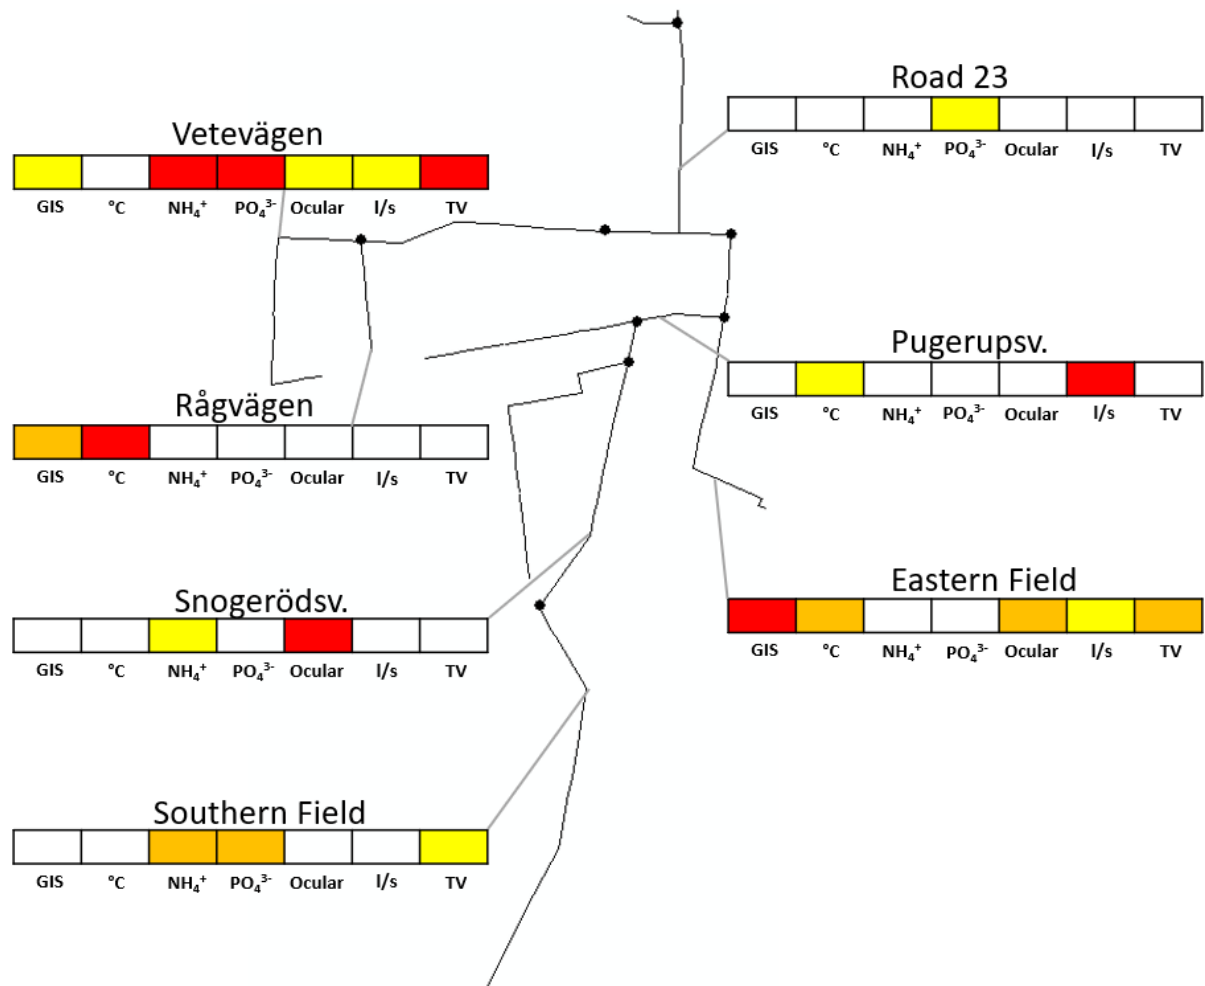 Road 23
GIS °C NH₄⁺ PO₄³⁻ Ocular l/s TV
Vetevägen
GIS °C NH₄⁺ PO₄³⁻ Ocular l/s TV
Pugerupsv.
GIS °C NH₄⁺ PO₄³⁻ Ocular l/s TV
Rågvägen
GIS °C NH₄⁺ PO₄³⁻ Ocular l/s TV
Eastern Field
GIS °C NH₄⁺ PO₄³⁻ Ocular l/s TV
Snogerödsv.
GIS °C NH₄⁺ PO₄³⁻ Ocular l/s TV
Southern Field
GIS °C NH₄⁺ PO₄³⁻ Ocular l/s TV